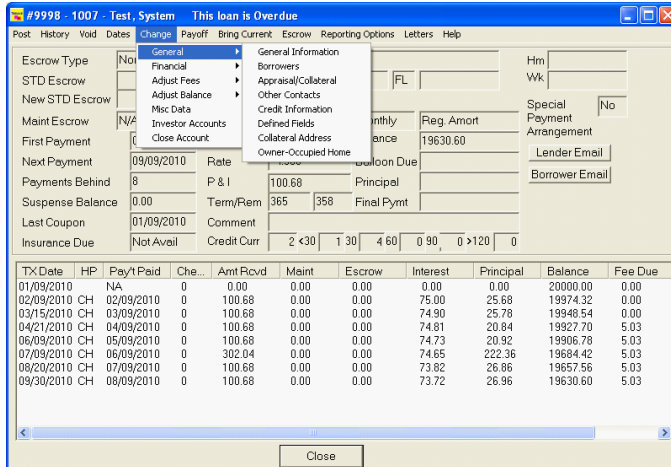 #9998 - 1007 - Test, System This loan is Overdue
Post History Void Dates Change Payoff Bring Current Escrow Reporting Options Letters Help
General
Financial
Adjust Fees
Adjust Balance
Misc Data
Investor Accounts
Close Account
General Information
Borrowers
Appraisal/Collateral
Other Contacts
Credit Information
Defined Fields
Collateral Address
Owner-Occupied Home
Escrow Type Hm
STD Escrow FL Wk
New STD Escrow
Special Payment Arrangement No
Maint Escrow Reg. Amort
First Payment 19630.60
Lender Email
Next Payment 09/09/2010 Rate Balloon Due
Payments Behind 8 P & I 100.68 Principal
Borrower Email
Suspense Balance 0.00 Term/Rem 365 358 Final Pymt
Last Coupon 01/09/2010 Comment
Insurance Due Not Avail Credit Curr 2 <30 1 30 4 60 0 90 0 >120 0
TX Date HP Pay't Paid Che... Amt Rcvd Maint Escrow Interest Principal Balance Fee Due
01/09/2010 NA 0 0.00 0.00 0.00 0.00 0.00 20000.00 0.00
02/09/2010 CH 02/09/2010 0 100.68 0.00 0.00 75.00 25.68 19974.32 0.00
03/15/2010 CH 03/09/2010 0 100.68 0.00 0.00 74.90 25.78 19948.54 0.00
04/21/2010 CH 04/09/2010 0 100.68 0.00 0.00 74.81 20.84 19927.70 5.03
06/09/2010 CH 05/09/2010 0 100.68 0.00 0.00 74.73 20.92 19906.78 5.03
07/09/2010 CH 06/09/2010 0 302.04 0.00 0.00 74.65 222.36 19684.42 5.03
08/20/2010 CH 07/09/2010 0 100.68 0.00 0.00 73.82 26.86 19657.56 5.03
09/30/2010 CH 08/09/2010 0 100.68 0.00 0.00 73.72 26.96 19630.60 5.03
Close